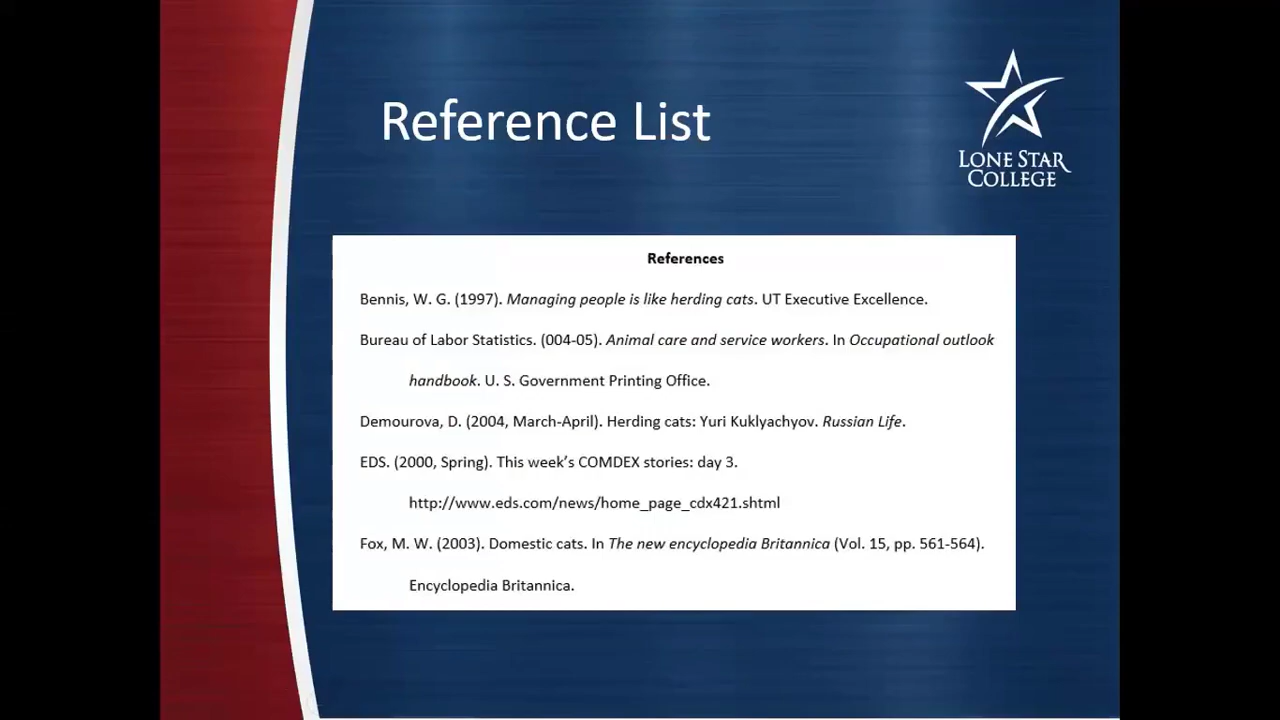 Reference List
LONE STAR
COLLEGE
References
Bennis, W. G. (1997). Managing people is like herding cats. UT Executive Excellence.
Bureau of Labor Statistics. (004-05). Animal care and service workers. In Occupational outlook
handbook. U. S. Government Printing Office.
Demourova, D. (2004, March-April). Herding cats: Yuri Kuklyachyov. Russian Life.
EDS. (2000, Spring). This week’s COMDEX stories: day 3.
http://www.eds.com/news/home_page_cdx421.shtml
Fox, M. W. (2003). Domestic cats. In The new encyclopedia Britannica (Vol. 15, pp. 561-564).
Encyclopedia Britannica.